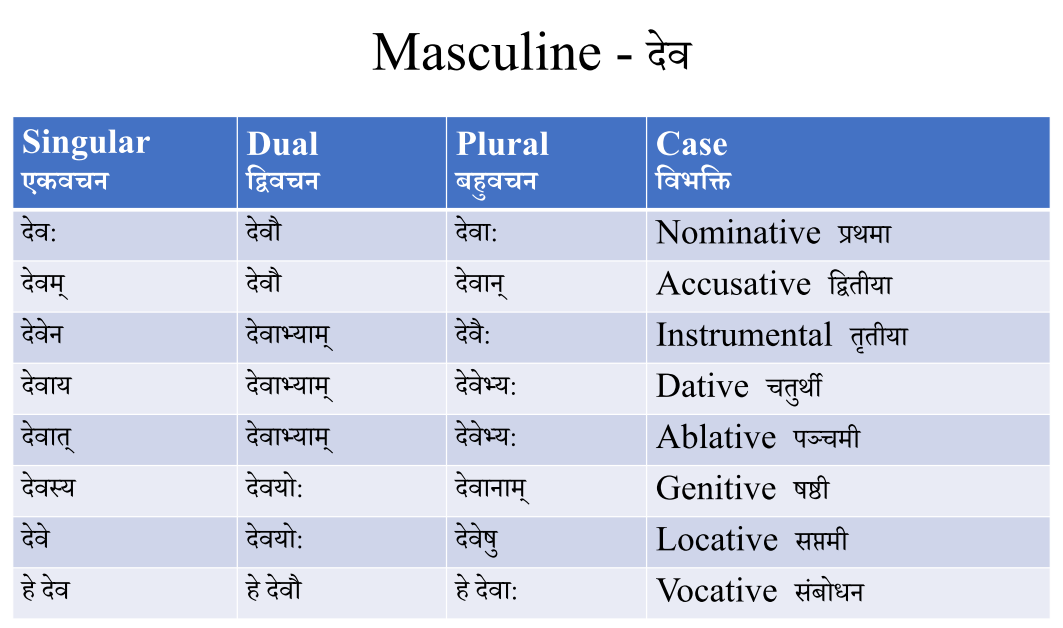 Masculine - देव
Singular Dual Plural Case
एकवचन द्विवचन बहुवचन विभक्ति
देव: देवौ देवा: Nominative प्रथमा
देवम् देवौ देवान् Accusative द्वितीया
देवेन देवाभ्याम् देवै: Instrumental तृतीया
देवाय देवाभ्याम् देवेभ्य: Dative चतुर्थी
देवात् देवाभ्याम् देवेभ्य: Ablative पञ्चमी
देवस्य देवयो: देवानाम् Genitive षष्ठी
देवे देवयो: देवेषु Locative सप्तमी
हे देव हे देवौ हे देवा: Vocative संबोधन